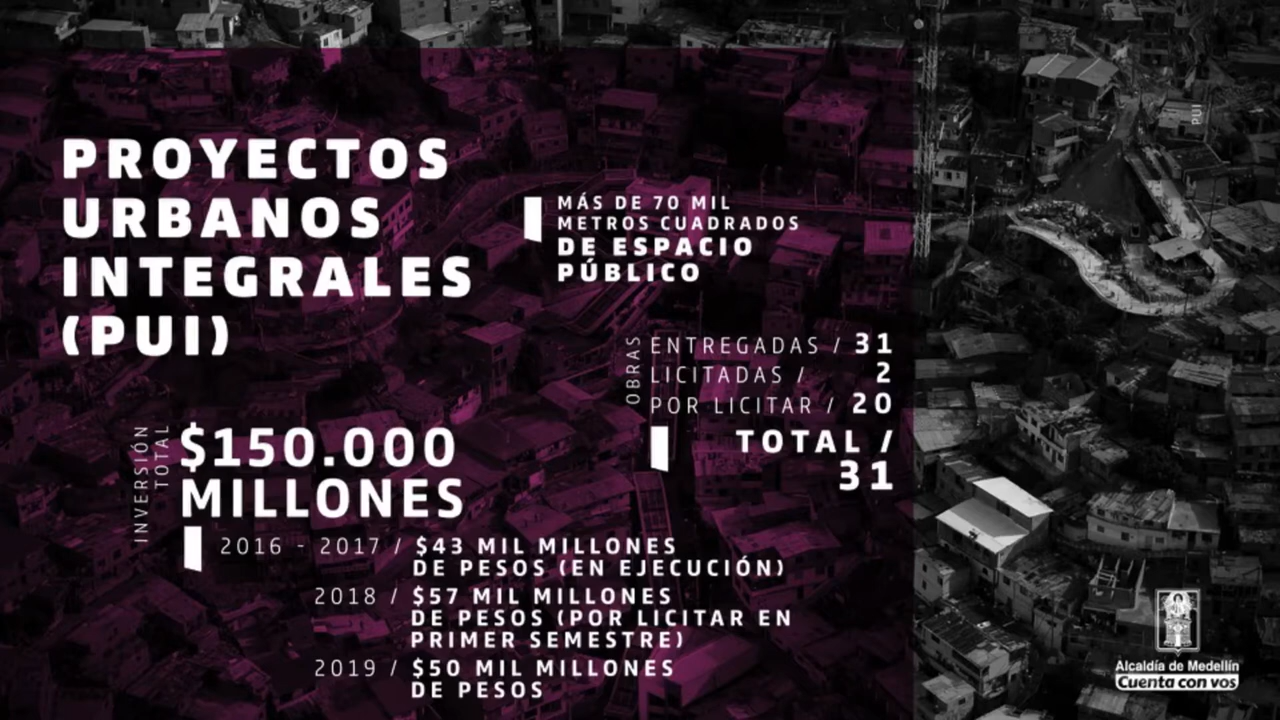 PROYECTOS
URBANOS
INTEGRALES
(PUI)
MÁS DE 70 MIL
METROS CUADRADOS
DE ESPACIO
PÚBLICO
OBRAS
ENTREGADAS / 31
LICITADAS / 2
POR LICITAR / 20
TOTAL /
31
INVERSIÓN
TOTAL
$150.000
MILLONES
2016 - 2017 / $43 MIL MILLONES
DE PESOS (EN EJECUCIÓN)
2018 / $57 MIL MILLONES
DE PESOS (POR LICITAR EN
PRIMER SEMESTRE)
2019 / $50 MIL MILLONES
DE PESOS
PUI
Alcaldía de Medellín
Cuenta con vos